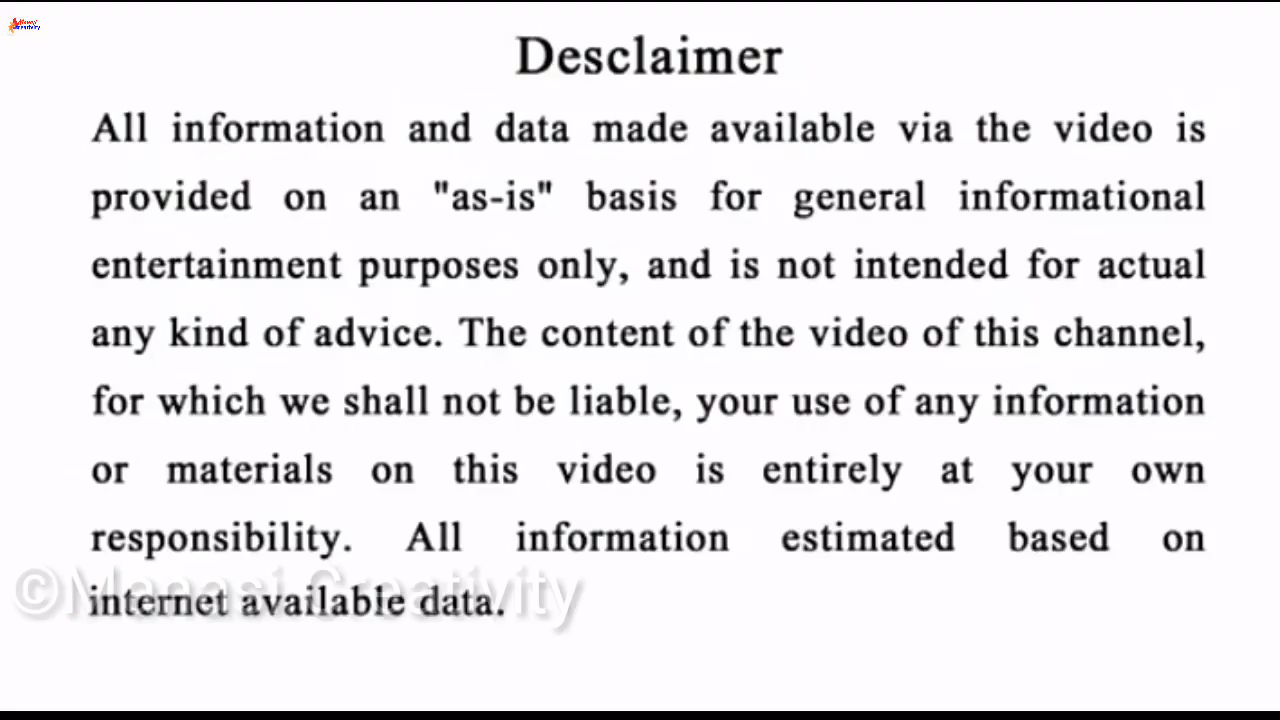 Desclaimer
All information and data made available via the video is
provided on an "as-is" basis for general informational
entertainment purposes only, and is not intended for actual
any kind of advice. The content of the video of this channel,
for which we shall not be liable, your use of any information
or materials on this video is entirely at your own
responsibility. All information estimated based on
internet available data.
©Manasi Creativity